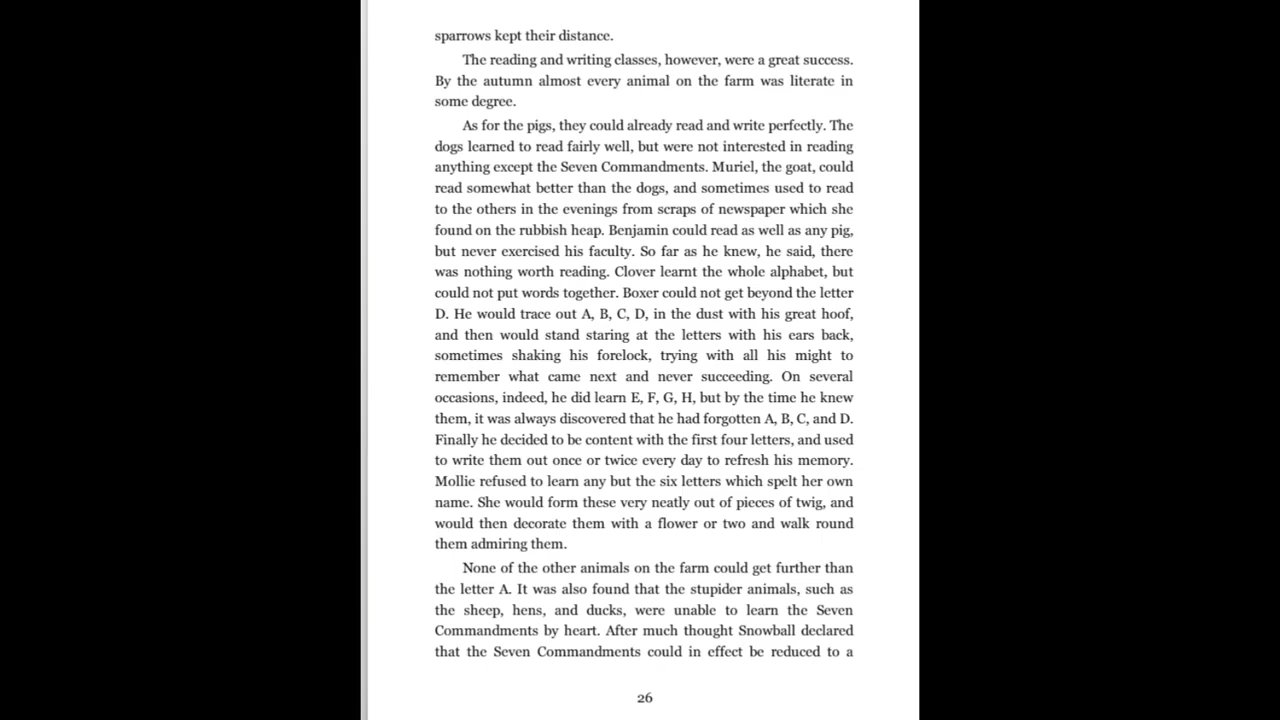 sparrows kept their distance.
The reading and writing classes, however, were a great success.
By the autumn almost every animal on the farm was literate in
some degree.
As for the pigs, they could already read and write perfectly. The
dogs learned to read fairly well, but were not interested in reading
anything except the Seven Commandments. Muriel, the goat, could
read somewhat better than the dogs, and sometimes used to read
to the others in the evenings from scraps of newspaper which she
found on the rubbish heap. Benjamin could read as well as any pig,
but never exercised his faculty. So far as he knew, he said, there
was nothing worth reading. Clover learnt the whole alphabet, but
could not put words together. Boxer could not get beyond the letter
D. He would trace out A, B, C, D, in the dust with his great hoof,
and then would stand staring at the letters with his ears back,
sometimes shaking his forelock, trying with all his might to
remember what came next and never succeeding. On several
occasions, indeed, he did learn E, F, G, H, but by the time he knew
them, it was always discovered that he had forgotten A, B, C, and D.
Finally he decided to be content with the first four letters, and used
to write them out once or twice every day to refresh his memory.
Mollie refused to learn any but the six letters which spelt her own
name. She would form these very neatly out of pieces of twig, and
would then decorate them with a flower or two and walk round
them admiring them.
None of the other animals on the farm could get further than
the letter A. It was also found that the stupider animals, such as
the sheep, hens, and ducks, were unable to learn the Seven
Commandments by heart. After much thought Snowball declared
that the Seven Commandments could in effect be reduced to a
26